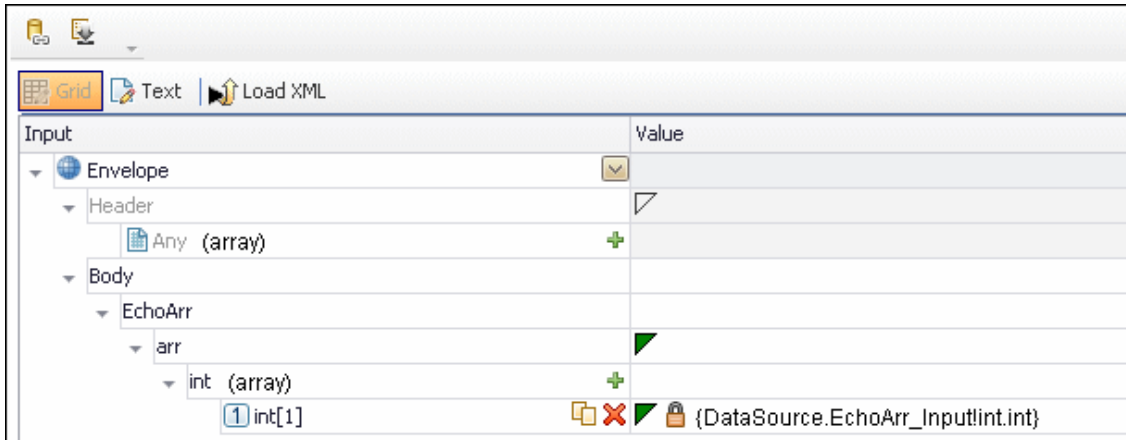 Grid Text Load XML
Input Value
Envelope
Header
Any (array)
Body
EchoArr
arr
int (array)
1 int[1] {DataSource.EchoArr_Input!int.int}